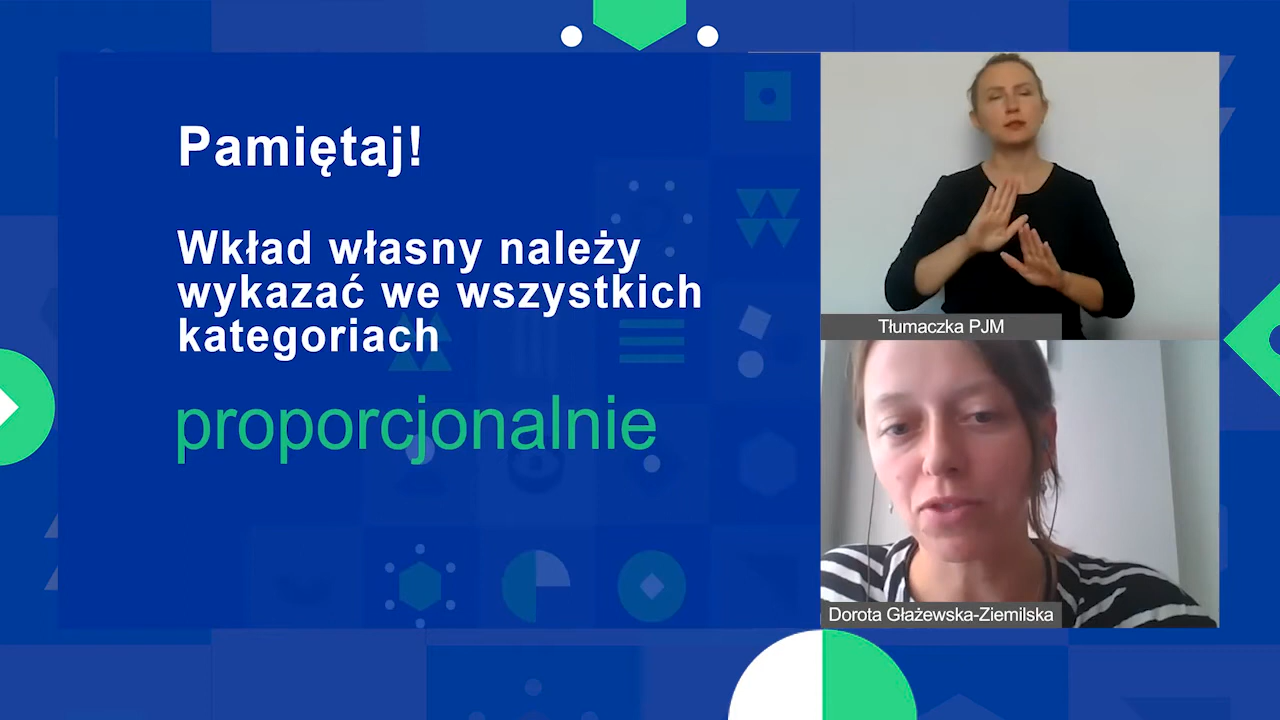 Pamiętaj!
Wkład własny należy
wykazać we wszystkich
kategoriach
proporcjonalnie
Tłumaczka PJM
Dorota Głażewska-Ziemilska